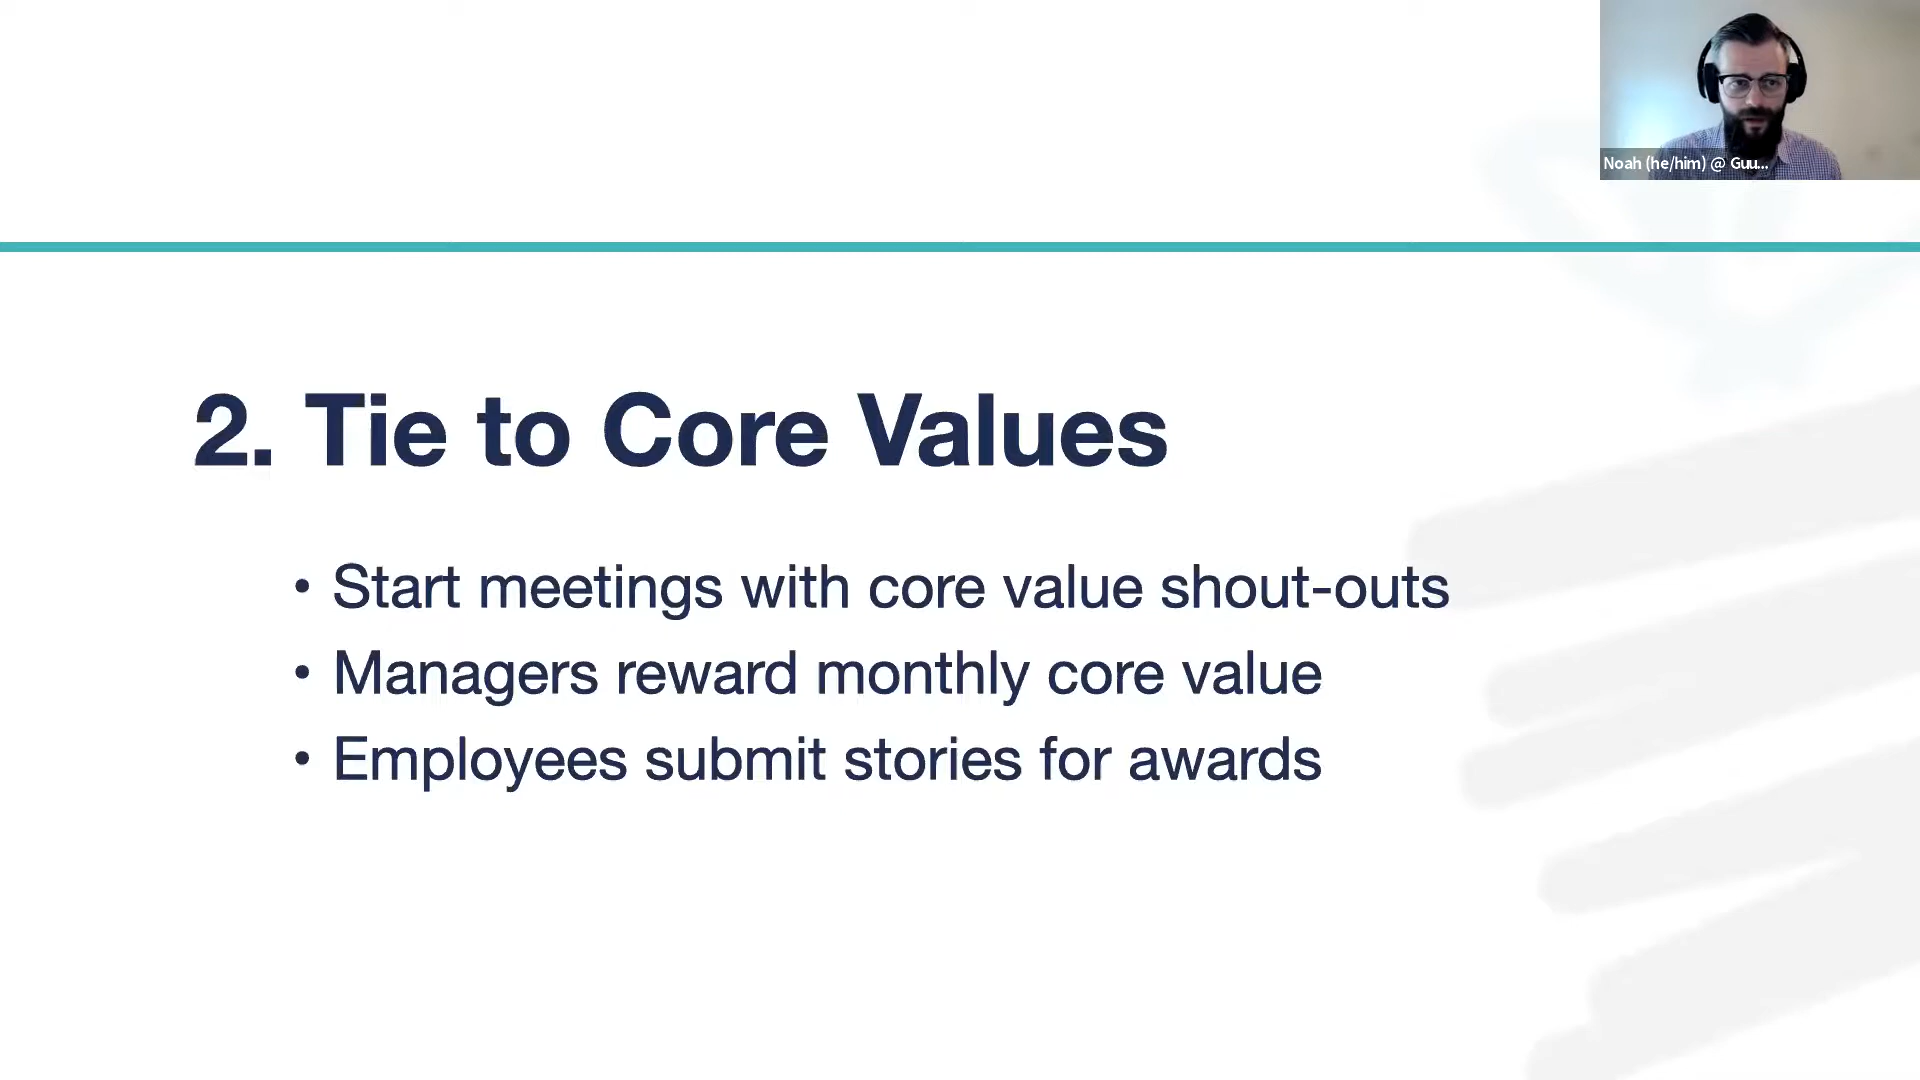 Noah (he/him) @ Guu...
2. Tie to Core Values
• Start meetings with core value shout-outs
• Managers reward monthly core value
• Employees submit stories for awards